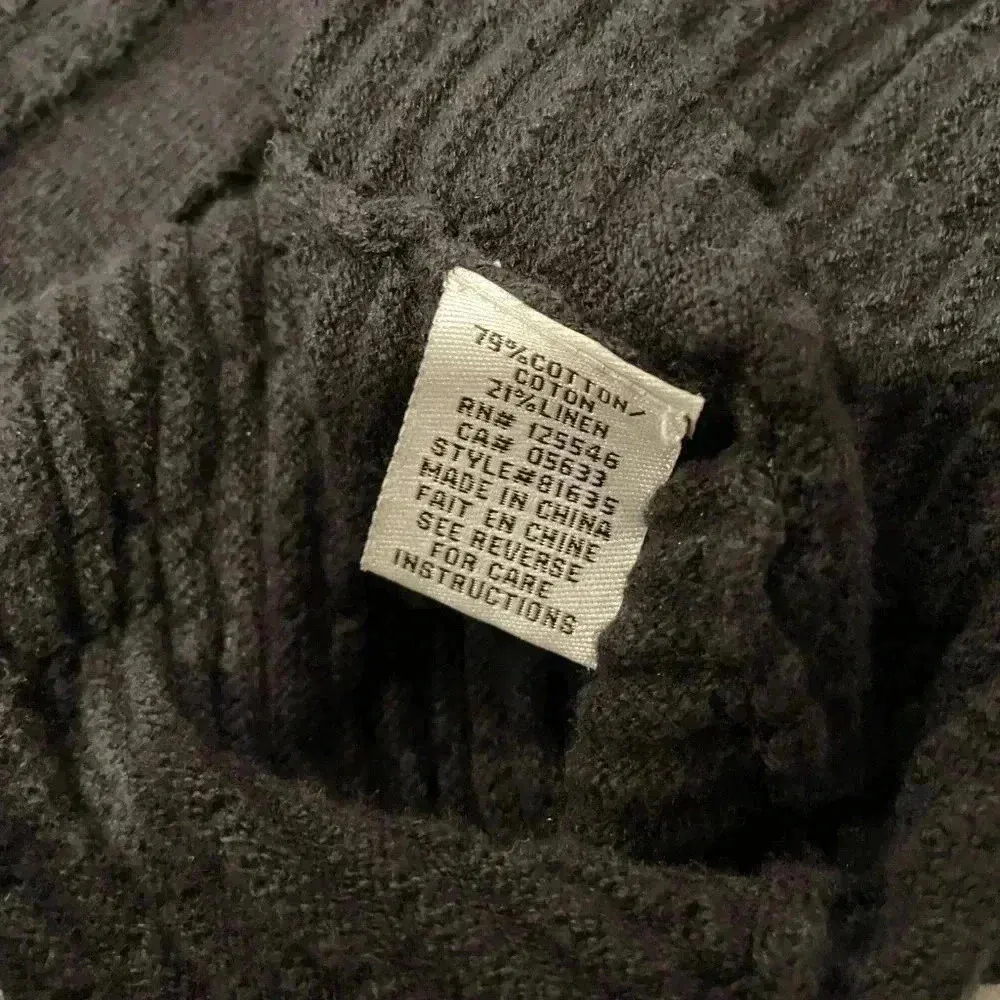 79%COTTON/
COTON
21%LINEN
RN# 125546
CA# 05633
STYLE#81635
MADE IN CHINA
FAIT EN CHINE
SEE REVERSE
FOR CARE
INSTRUCTIONS